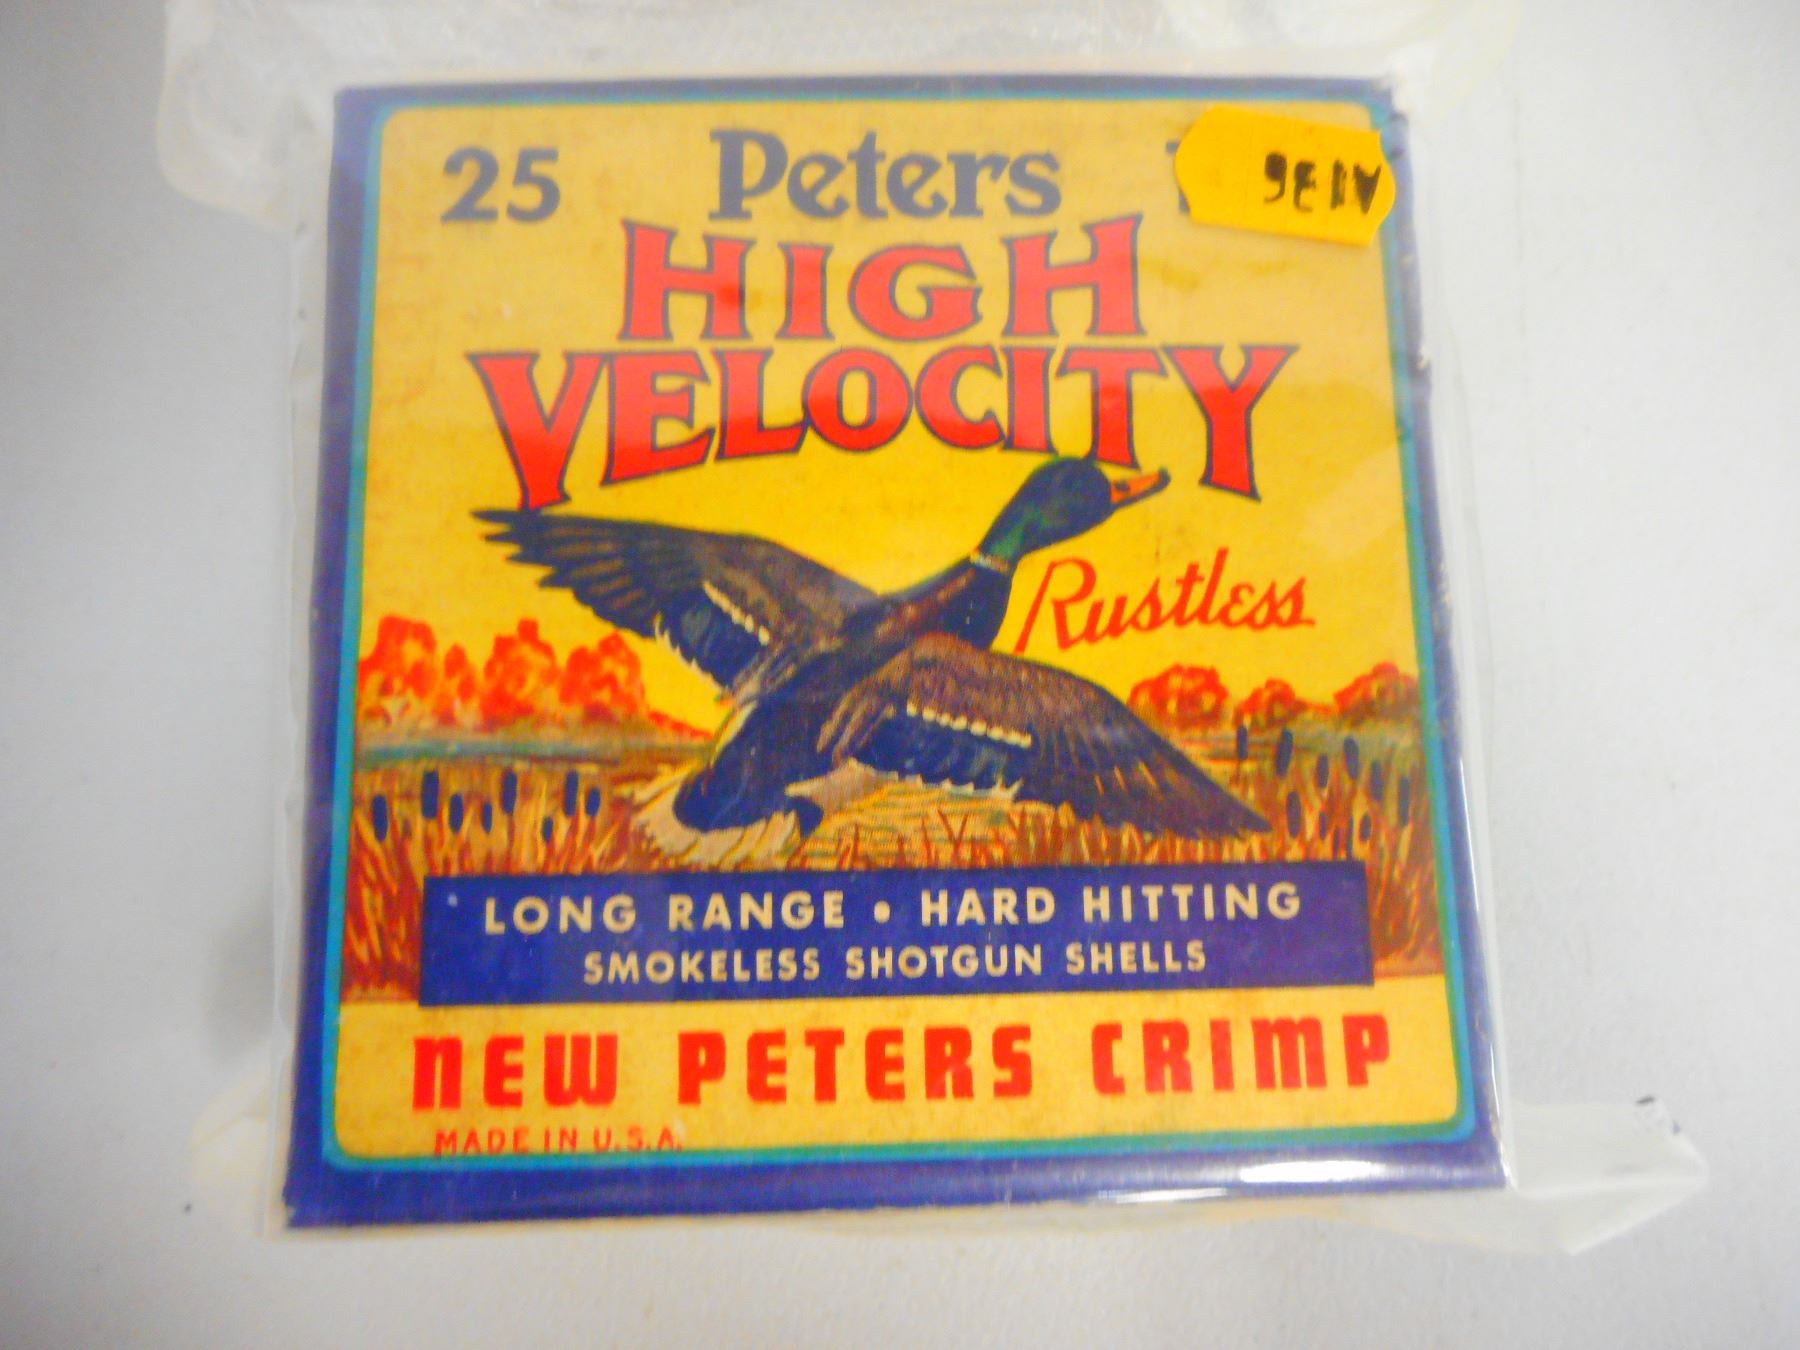 25 Peters
HIGH
VELOCITY
Rustless
LONG RANGE • HARD HITTING
SMOKELESS SHOTGUN SHELLS
NEW PETERS CRIMP
MADE IN U.S.A.